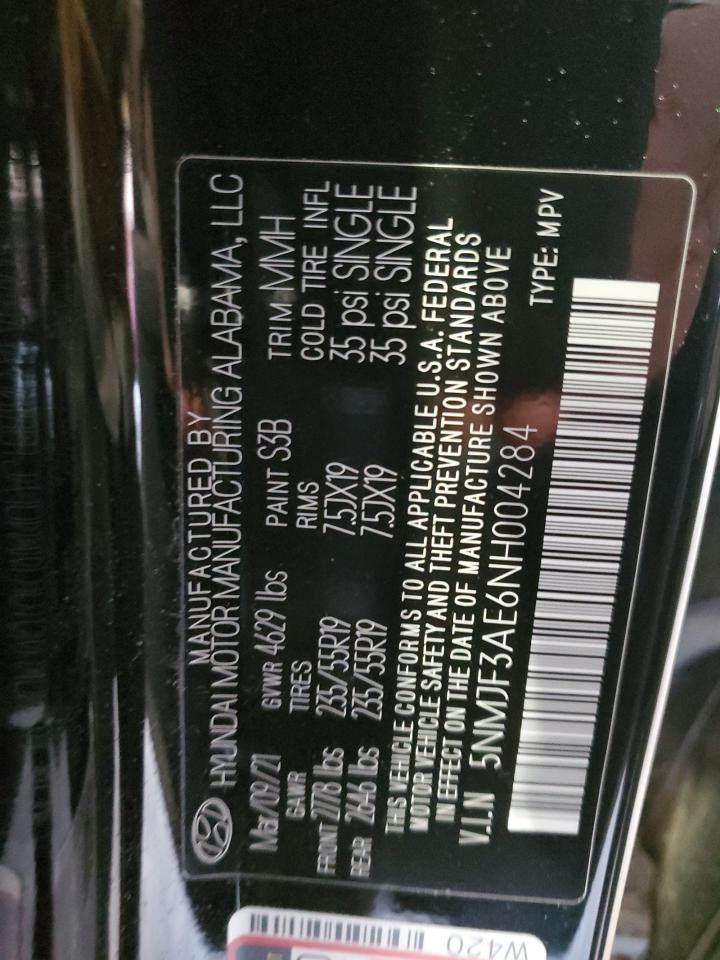 MANUFACTURED BY
HYUNDAI MOTOR MANUFACTURING ALABAMA, LLC
Mar/09/21 GVWR 4629 lbs PAINT S3B TRIM MMH
GAWR TIRES RIMS COLD TIRE INFL
FRONT 2778 lbs 235/55R19 7.5JX19 35 psi SINGLE
REAR 2646 lbs 235/55R19 7.5JX19 35 psi SINGLE
THIS VEHICLE CONFORMS TO ALL APPLICABLE U.S.A. FEDERAL
MOTOR VEHICLE SAFETY AND THEFT PREVENTION STANDARDS
IN EFFECT ON THE DATE OF MANUFACTURE SHOWN ABOVE
V.I.N 5NMJF3AE6NH004284
TYPE: MPV
W420